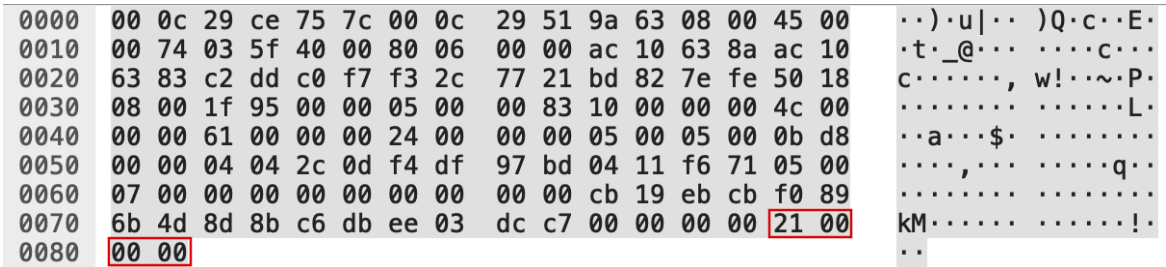 0000 00 0c 29 ce 75 7c 00 0c 29 51 9a 63 08 00 45 00 ··)·u|·· )Q·c··E·
0010 00 74 03 5f 40 00 80 06 00 00 ac 10 63 8a ac 10 ·t·_@··· ····c···
0020 63 83 c2 dd c0 f7 f3 2c 77 21 bd 82 7e fe 50 18 c······, w!··~·P·
0030 08 00 1f 95 00 00 05 00 00 83 10 00 00 00 4c 00 ········ ······L·
0040 00 00 61 00 00 00 24 00 00 00 05 00 05 00 0b d8 ··a···$· ········
0050 00 00 04 04 2c 0d f4 df 97 bd 04 11 f6 71 05 00 ····,··· ·····q··
0060 07 00 00 00 00 00 00 00 00 00 cb 19 eb cb f0 89 ········ ········
0070 6b 4d 8d 8b c6 db ee 03 dc c7 00 00 00 00 21 00 kM······ ······!·
0080 00 00 ··